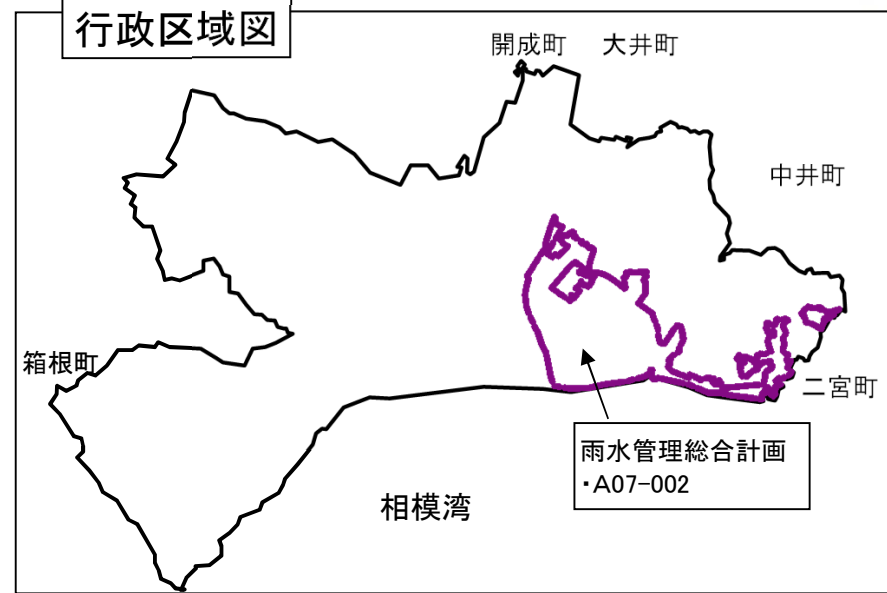 行政区域図
開成町
大井町
中井町
箱根町
二宮町
雨水管理総合計画
・A07-002
相模湾